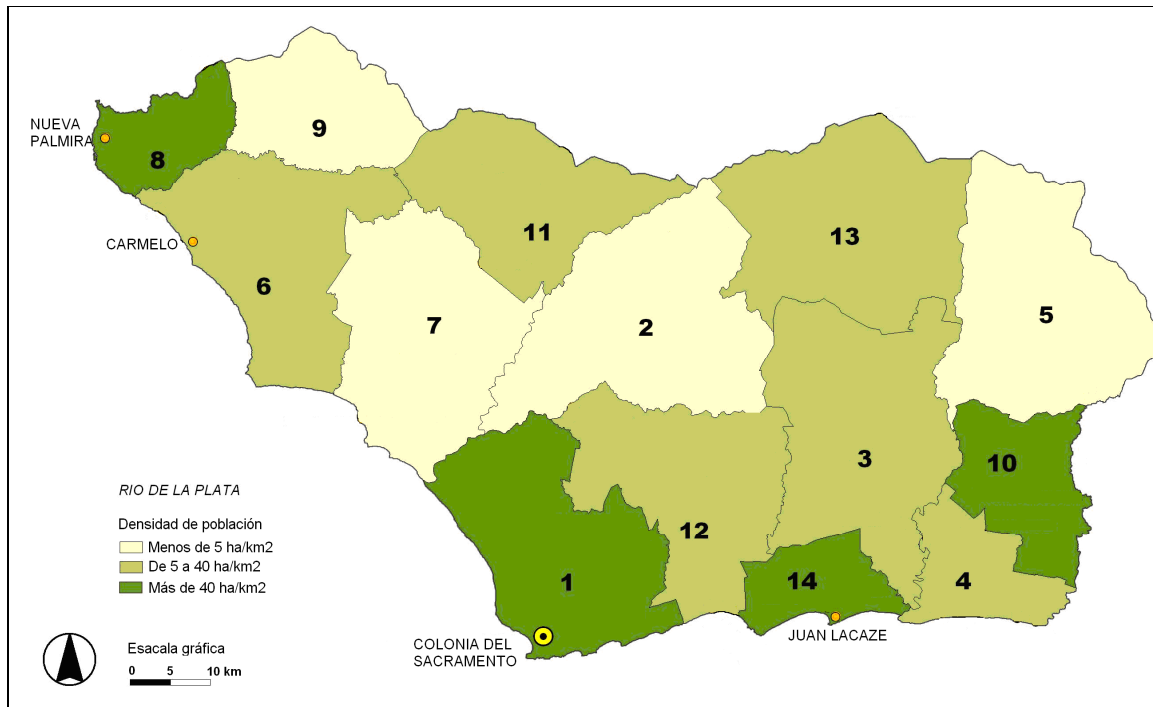 NUEVA
PALMIRA
8
9
CARMELO
6
11
13
7
2
5
3
10
12
1
14
4
RIO DE LA PLATA
Densidad de población
Menos de 5 ha/km2
De 5 a 40 ha/km2
Más de 40 ha/km2
COLONIA DEL
SACRAMENTO
JUAN LACAZE
Esacala gráfica
0 5 10 km